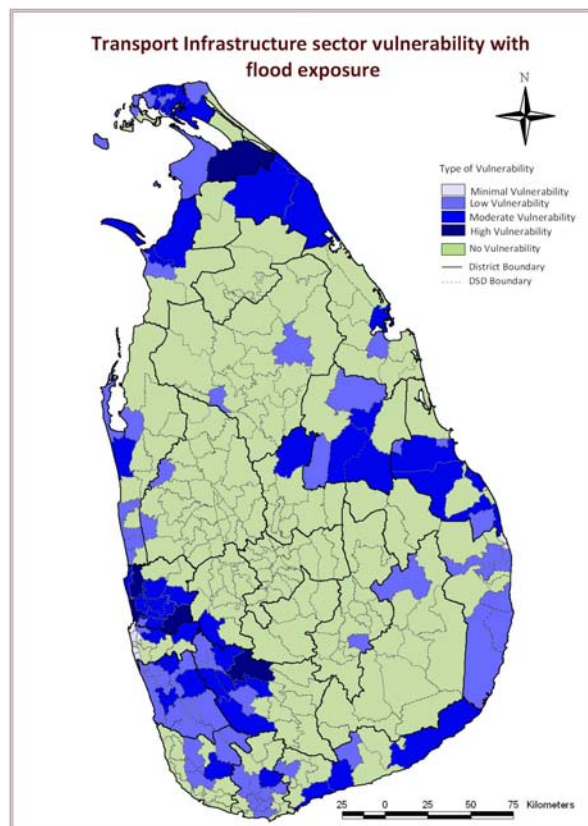 Transport Infrastructure sector vulnerability with
flood exposure
N
Type of Vulnerability
Minimal Vulnerability
Low Vulnerability
Moderate Vulnerability
High Vulnerability
No Vulnerability
District Boundary
DSD Boundary
25 0 25 50 75 Kilometers